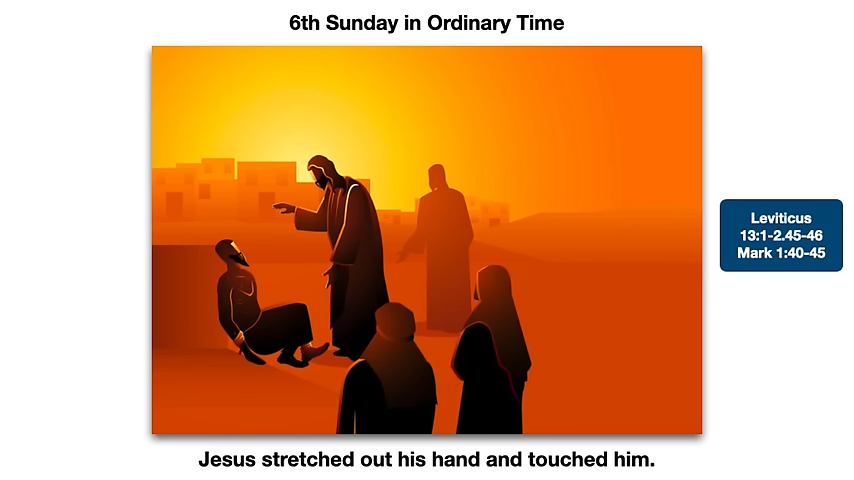 6th Sunday in Ordinary Time
Leviticus
13:1-2.45-46
Mark 1:40-45
Jesus stretched out his hand and touched him.